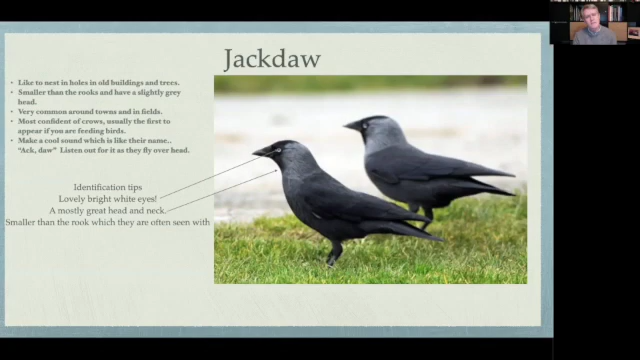 Jackdaw
• Like to nest in holes in old buildings and trees.
• Smaller than the rooks and have a slightly grey
head.
• Very common around towns and in fields.
• Most confident of crows, usually the first to
appear if you are feeding birds.
• Make a cool sound which is like their name..
"Ack, daw" Listen out for it as they fly over head.
Identification tips
Lovely bright white eyes!
A mostly great head and neck.
Smaller than the rook which they are often seen with